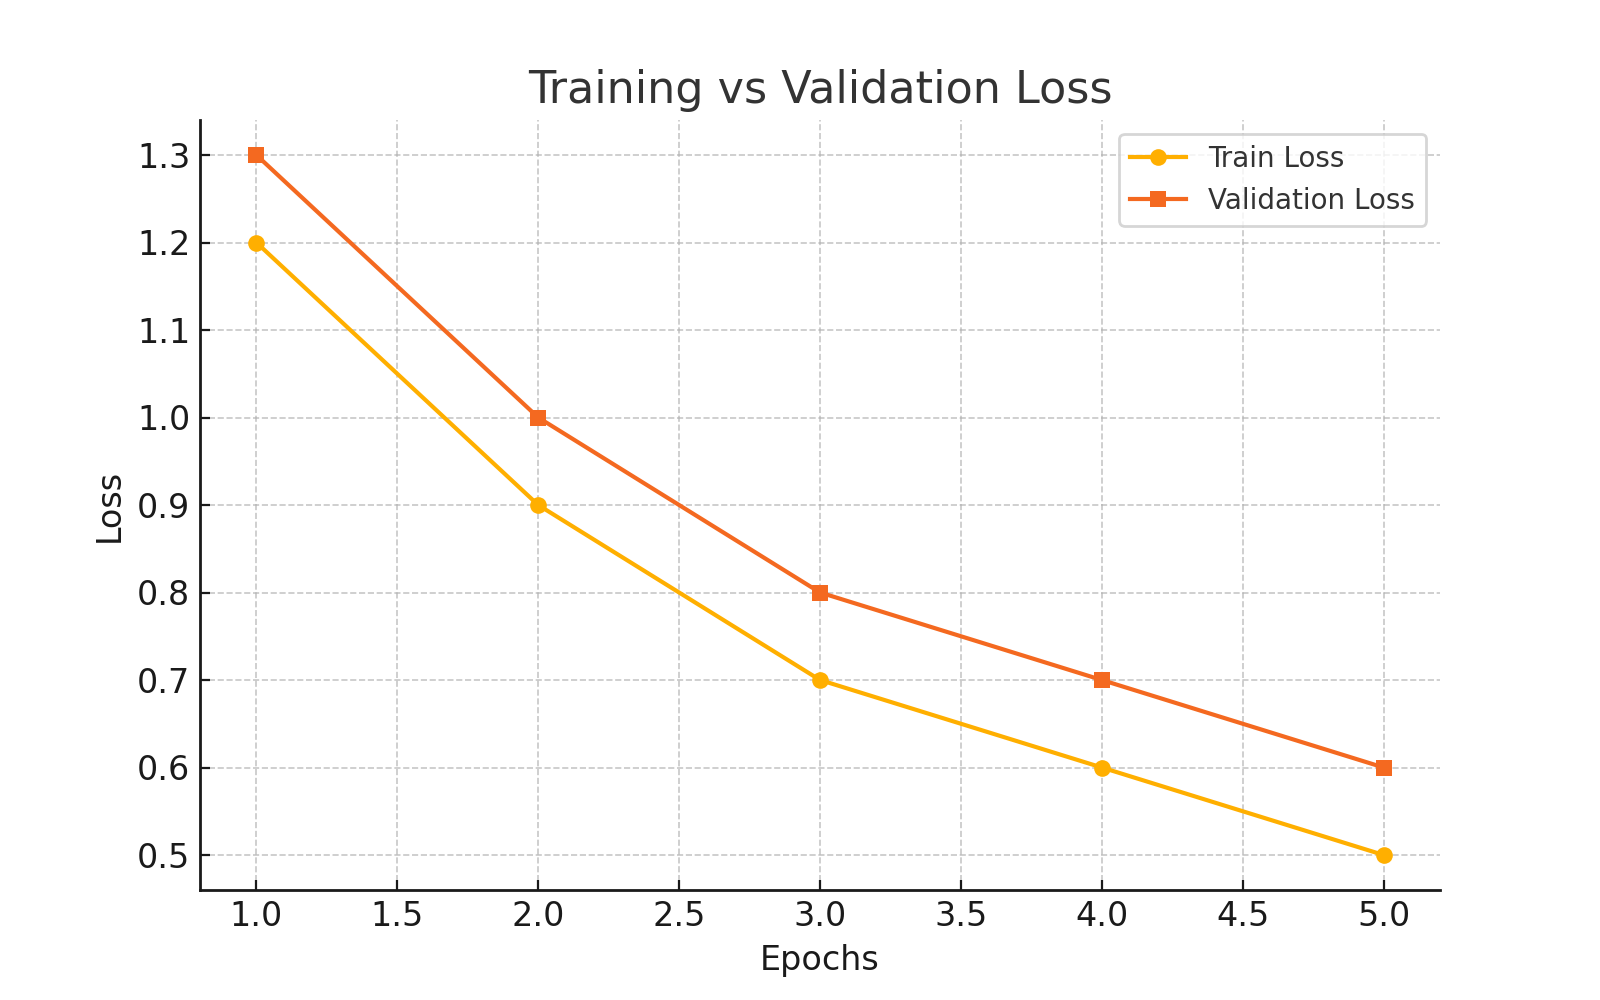 Training vs Validation Loss
Train Loss
Validation Loss
1.3
1.2
1.1
1.0
0.9
0.8
0.7
0.6
0.5
Loss
1.0 1.5 2.0 2.5 3.0 3.5 4.0 4.5 5.0
Epochs